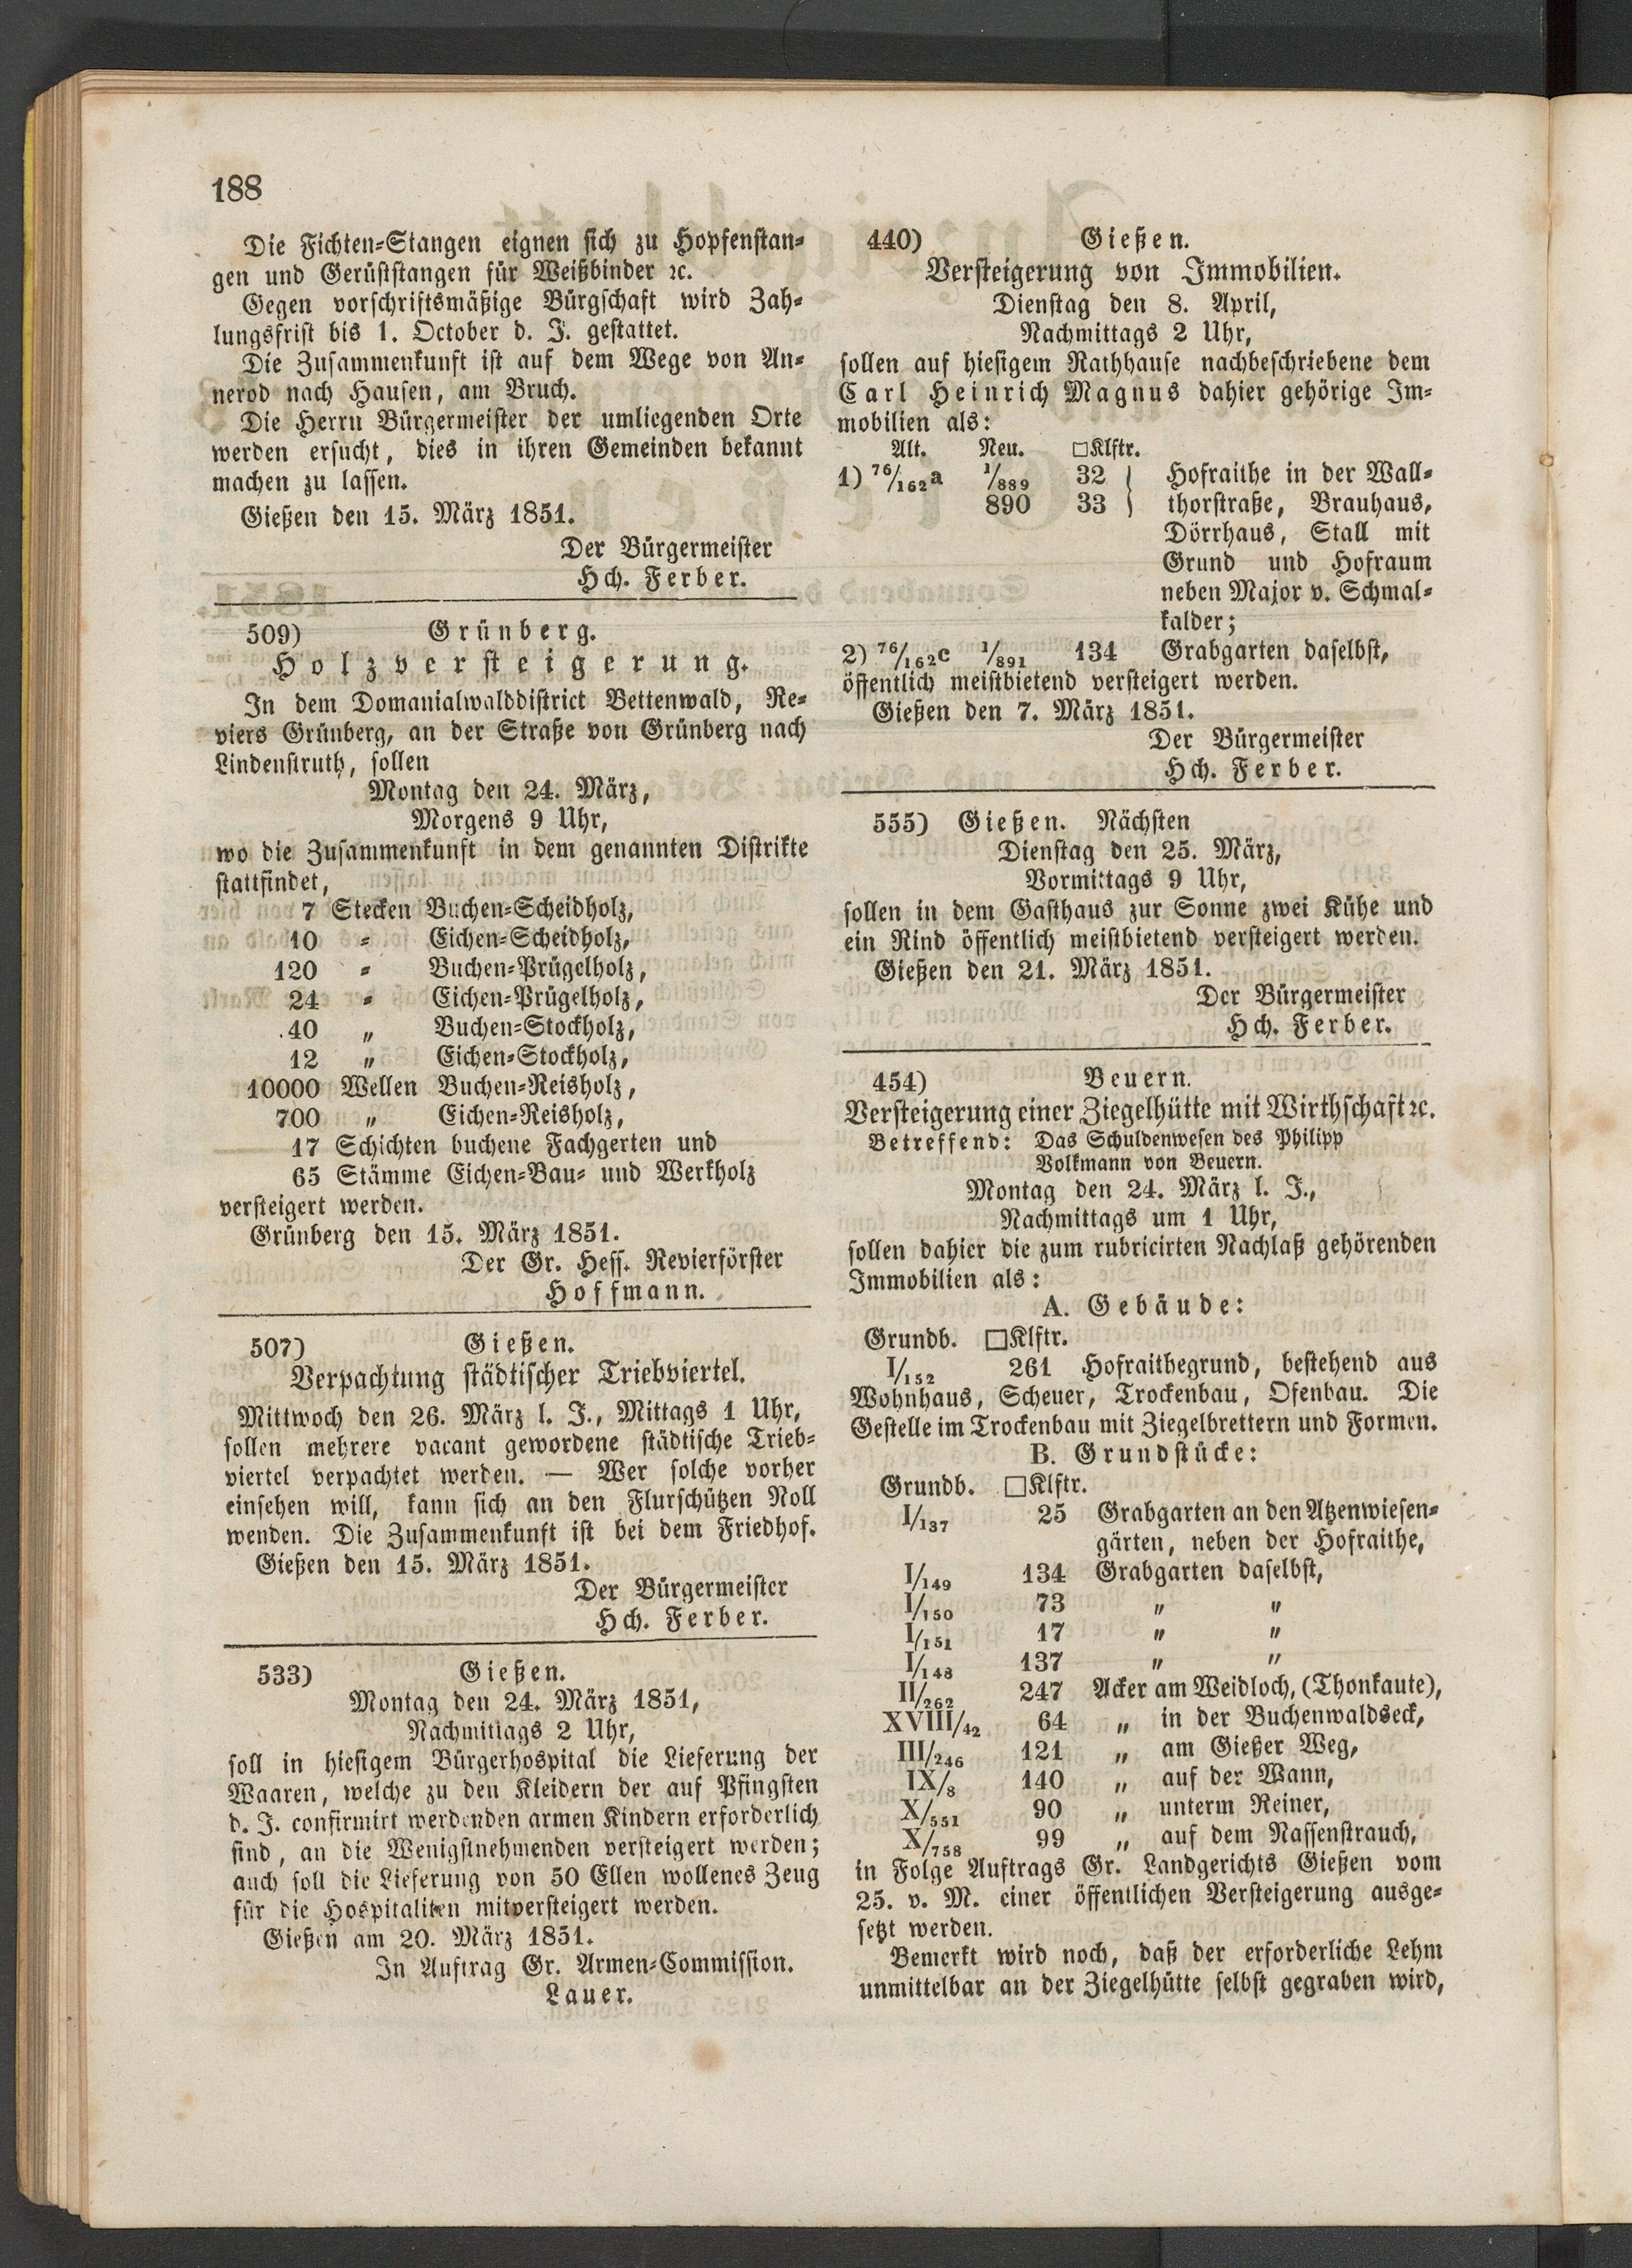 188
Die Fichten-Stangen eignen sich zu Hopfenstan-
gen und Gerüststangen für Weißbinder ꝛc.
Gegen vorschriftsmäßige Bürgschaft wird Zah-
lungsfrist bis 1. October d. J. gestattet.
Die Zusammenkunft ist auf dem Wege von An-
nerod nach Hausen, am Bruch.
Die Herrn Bürgermeister der umliegenden Orte
werden ersucht, dies in ihren Gemeinden bekannt
machen zu lassen.
Gießen den 15. März 1851.
Der Bürgermeister
Hch. Ferber.
509) Grünberg.
Holzversteigerung.
In dem Domanialwalddistrict Bettenwald, Re-
viers Grünberg, an der Straße von Grünberg nach
Lindenstruth, sollen
Montag den 24. März,
Morgens 9 Uhr,
wo die Zusammenkunft in dem genannten Distrikte
stattfindet,
7 Stecken Buchen-Scheidholz,
10 = Eichen-Scheidholz,
120 = Buchen-Prügelholz,
24 = Eichen-Prügelholz,
40 „ Buchen-Stockholz,
12 „ Eichen-Stockholz,
10000 Wellen Buchen-Reisholz,
700 „ Eichen-Reisholz,
17 Schichten buchene Fachgerten und
65 Stämme Eichen-Bau- und Werkholz
versteigert werden.
Grünberg den 15. März 1851.
Der Gr. Hess. Revierförster
Hoffmann.
507) Gießen.
Verpachtung städtischer Triebviertel.
Mittwoch den 26. März l. J., Mittags 1 Uhr,
sollen mehrere vacant gewordene städtische Trieb-
viertel verpachtet werden. — Wer solche vorher
einsehen will, kann sich an den Flurschützen Noll
wenden. Die Zusammenkunft ist bei dem Friedhof.
Gießen den 15. März 1851.
Der Bürgermeister
Hch. Ferber.
533) Gießen.
Montag den 24. März 1851,
Nachmittags 2 Uhr,
soll in hiesigem Bürgerhospital die Lieferung der
Waaren, welche zu den Kleidern der auf Pfingsten
d. J. confirmirt werdenden armen Kindern erforderlich
sind, an die Wenigstnehmenden versteigert werden;
auch soll die Lieferung von 50 Ellen wollenes Zeug
für die Hospitaliten mitversteigert werden.
Gießen am 20. März 1851.
In Auftrag Gr. Armen-Commission.
Lauer.
440) Gießen.
Versteigerung von Immobilien.
Dienstag den 8. April,
Nachmittags 2 Uhr,
sollen auf hiesigem Rathhause nachbeschriebene dem
Carl Heinrich Magnus dahier gehörige Im-
mobilien als:
Alt. Neu. □Klftr.
1) 76/162a 1/889 32 } Hofraithe in der Wall-
890 33 } thorstraße, Brauhaus,
Dörrhaus, Stall mit
Grund und Hofraum
neben Major v. Schmal-
kalder;
2) 76/162c 1/891 134 Grabgarten daselbst,
öffentlich meistbietend versteigert werden.
Gießen den 7. März 1851.
Der Bürgermeister
Hch. Ferber.
555) Gießen. Nächsten
Dienstag den 25. März,
Vormittags 9 Uhr,
sollen in dem Gasthaus zur Sonne zwei Kühe und
ein Rind öffentlich meistbietend versteigert werden.
Gießen den 21. März 1851.
Der Bürgermeister
Hch. Ferber.
454) Beuern.
Versteigerung einer Ziegelhütte mit Wirthschaft ꝛc.
Betreffend: Das Schuldenwesen des Philipp
Volkmann von Beuern.
Montag den 24. März l. J.,
Nachmittags um 1 Uhr,
sollen dahier die zum rubricirten Nachlaß gehörenden
Immobilien als:
A. Gebäude:
Grundb. □Klftr.
I/152 261 Hofraithegrund, bestehend aus
Wohnhaus, Scheuer, Trockenbau, Ofenbau. Die
Gestelle im Trockenbau mit Ziegelbrettern und Formen.
B. Grundstücke:
Grundb. □Klftr.
I/137 25 Grabgarten an den Atzenwiesen-
gärten, neben der Hofraithe,
I/149 134 Grabgarten daselbst,
I/150 73 „ „
I/151 17 „ „
I/148 137 „ „
II/262 247 Acker am Weidloch, (Thonkaute),
XVIII/42 64 „ in der Buchenwaldseck,
III/246 121 „ am Gießer Weg,
IX/8 140 „ auf der Wann,
X/551 90 „ unterm Reiner,
X/758 99 „ auf dem Nassenstrauch,
in Folge Auftrags Gr. Landgerichts Gießen vom
25. v. M. einer öffentlichen Versteigerung ausge-
setzt werden.
Bemerkt wird noch, daß der erforderliche Lehm
unmittelbar an der Ziegelhütte selbst gegraben wird,